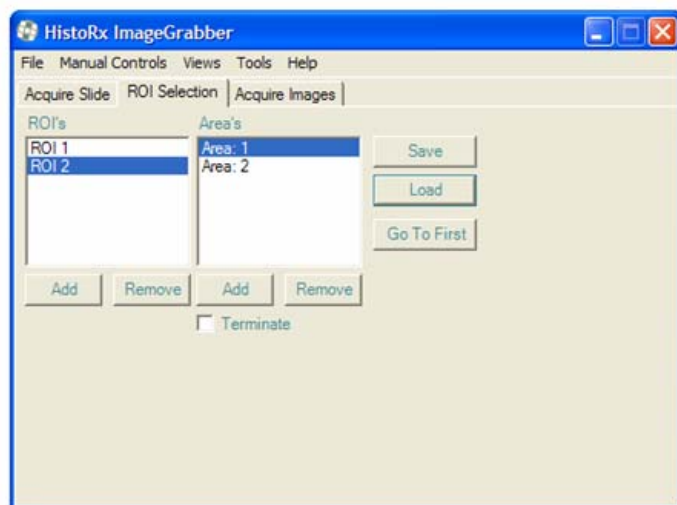 HistoRx ImageGrabber
File Manual Controls Views Tools Help
Acquire Slide ROI Selection Acquire Images
ROI's Area's
ROI 1 Area: 1 Save
ROI 2 Area: 2
Load
Go To First
Add Remove Add Remove
Terminate